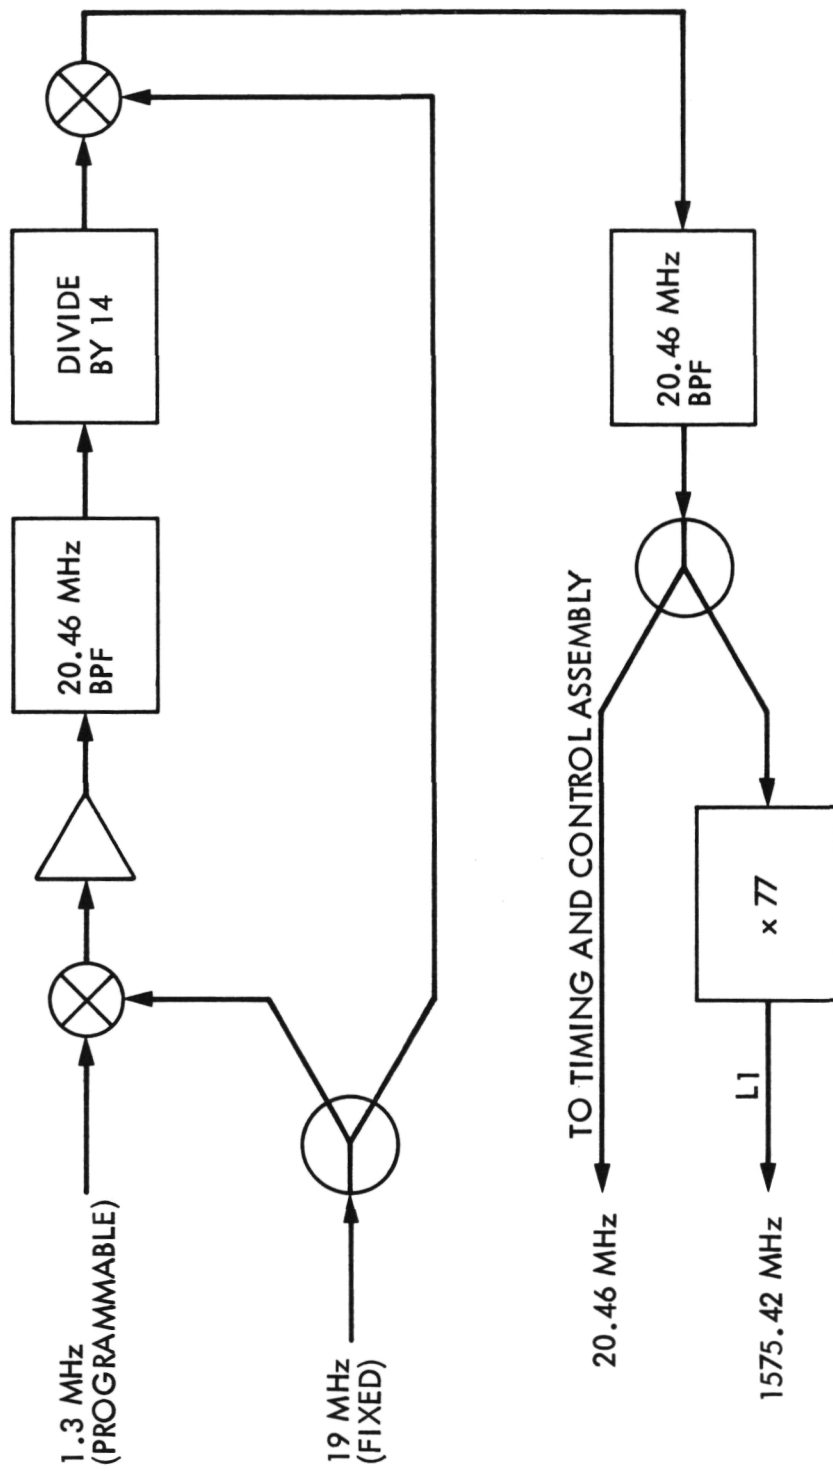 1.3 MHz
(PROGRAMMABLE)
20.46 MHz
BPF
DIVIDE
BY 14
19 MHz
(FIXED)
20.46 MHz
TO TIMING AND CONTROL ASSEMBLY
20.46 MHz
BPF
1575.42 MHz
L1
x 77